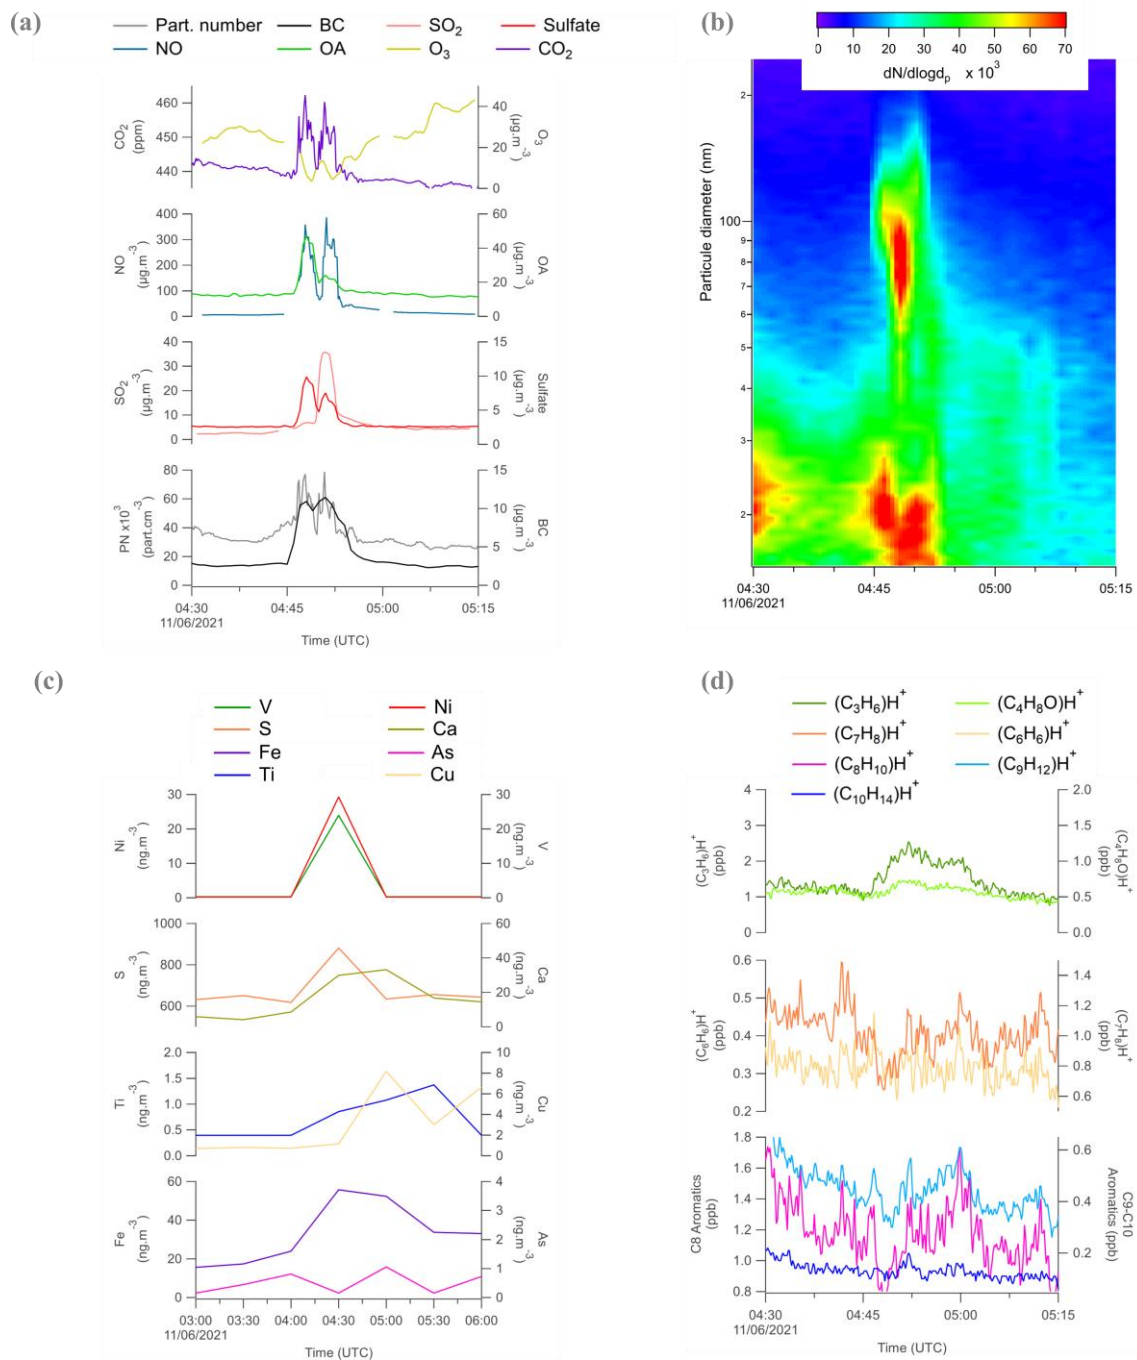 (a)
Part. number BC SO2 Sulfate
NO OA O3 CO2
CO2
(ppm)
460
450
440
40
20
0
O3
(µg.m-3)
NO
(µg.m-3)
400
300
200
100
0
60
40
20
0
OA
(µg.m-3)
SO2
(µg.m-3)
40
30
20
10
0
15
10
5
0
Sulfate
(µg.m-3)
PN x10^3
(part.cm-3)
80
60
40
20
0
15
10
5
0
BC
(µg.m-3)
04:30 04:45 05:00 05:15
11/06/2021
Time (UTC)
(b)
0 10 20 30 40 50 60 70
dN/dlogdp x 10^3
Particule diameter (nm)
2
100
9
8
7
6
5
4
3
2
04:30 04:45 05:00 05:15
11/06/2021
Time (UTC)
(c)
V Ni
S Ca
Fe As
Ti Cu
Ni
(ng.m-3)
30
20
10
0
30
20
10
0
V
(ng.m-3)
S
(ng.m-3)
1000
800
600
60
40
20
0
Ca
(ng.m-3)
Ti
(ng.m-3)
2.0
1.5
1.0
0.5
0.0
10
8
6
4
2
0
Cu
(ng.m-3)
Fe
(ng.m-3)
60
40
20
0
4
3
2
1
0
As
(ng.m-3)
03:00 03:30 04:00 04:30 05:00 05:30 06:00
11/06/2021
Time (UTC)
(d)
(C3H6)H+ (C4H8O)H+
(C7H8)H+ (C6H6)H+
(C8H10)H+ (C9H12)H+
(C10H14)H+
(C3H6)H+
(ppb)
4
3
2
1
0
2.0
1.5
1.0
0.5
0.0
(C4H8O)H+
(ppb)
(C6H6)H+
(ppb)
0.6
0.5
0.4
0.3
0.2
1.4
1.2
1.0
0.8
0.6
(C7H8)H+
(ppb)
C8 Aromatics
(ppb)
1.8
1.6
1.4
1.2
1.0
0.8
0.6
0.4
0.2
C9-C10
Aromatics (ppb)
04:30 04:45 05:00 05:15
11/06/2021
Time (UTC)